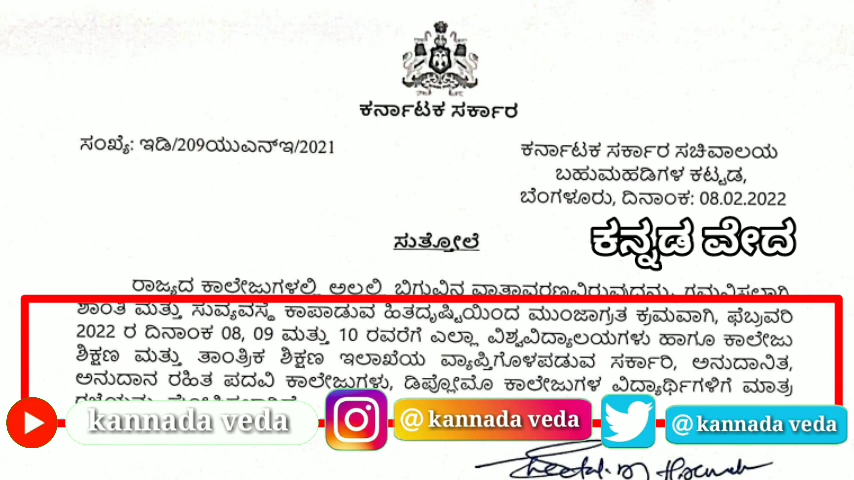 ಕರ್ನಾಟಕ ಸರ್ಕಾರ
ಸಂಖ್ಯೆ: ಇಡಿ/209ಯುಎನ್ಇ/2021
ಕರ್ನಾಟಕ ಸರ್ಕಾರ ಸಚಿವಾಲಯ
ಬಹುಮಹಡಿಗಳ ಕಟ್ಟಡ,
ಬೆಂಗಳೂರು, ದಿನಾಂಕ: 08.02.2022
ಸುತ್ತೋಲೆ
ಕನ್ನಡ ವೇದ
ರಾಜ್ಯದ ಕಾಲೇಜುಗಳಲ್ಲಿ ಅಲ್ಲಲ್ಲಿ ಬಿಗುವಿನ ವಾತಾವರಣವಿರುವುದನ್ನು ಗಮನಿಸಲಾಗಿ
ಶಾಂತಿ ಮತ್ತು ಸುವ್ಯವಸ್ಥೆ ಕಾಪಾಡುವ ಹಿತದೃಷ್ಟಿಯಿಂದ ಮುಂಜಾಗ್ರತ ಕ್ರಮವಾಗಿ, ಫೆಬ್ರವರಿ
2022 ರ ದಿನಾಂಕ 08, 09 ಮತ್ತು 10 ರವರೆಗೆ ಎಲ್ಲಾ ವಿಶ್ವವಿದ್ಯಾಲಯಗಳು ಹಾಗೂ ಕಾಲೇಜು
ಶಿಕ್ಷಣ ಮತ್ತು ತಾಂತ್ರಿಕ ಶಿಕ್ಷಣ ಇಲಾಖೆಯ ವ್ಯಾಪ್ತಿಗೊಳಪಡುವ ಸರ್ಕಾರಿ, ಅನುದಾನಿತ,
ಅನುದಾನ ರಹಿತ ಪದವಿ ಕಾಲೇಜುಗಳು, ಡಿಪ್ಲೋಮೊ ಕಾಲೇಜುಗಳ ವಿದ್ಯಾರ್ಥಿಗಳಿಗೆ ಮಾತ್ರ
kannada veda
@kannada veda
@kannada veda